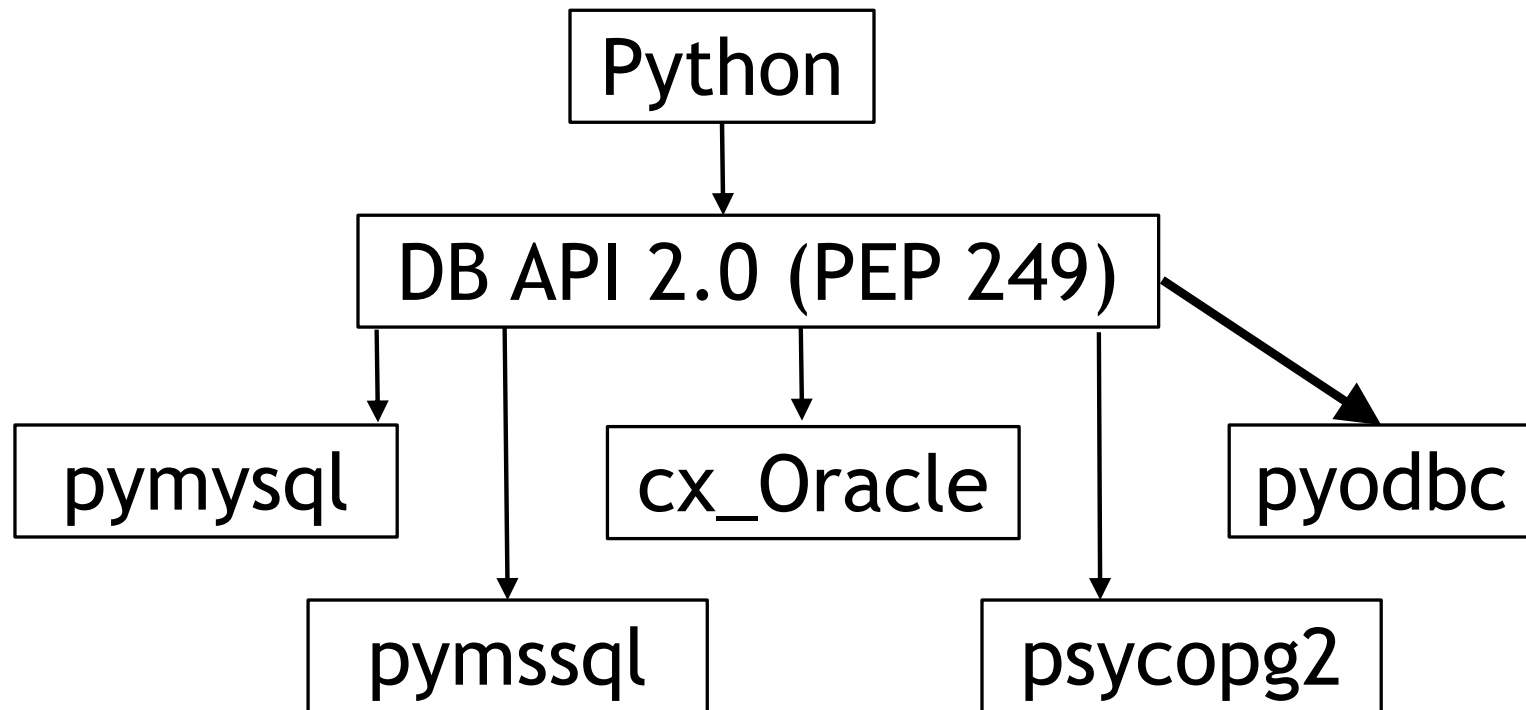 Python
DB API 2.0 (PEP 249)
pymysql
cx_Oracle
pyodbc
pymssql
psycopg2